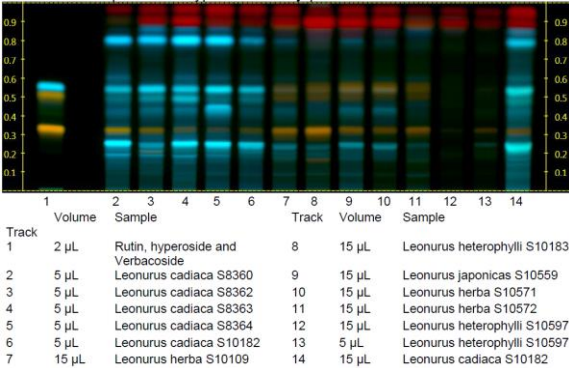 0.9 0.9
0.8 0.8
0.7 0.7
0.6 0.6
0.5 0.5
0.4 0.4
0.3 0.3
0.2 0.2
0.1 0.1
1 2 3 4 5 6 7 8 9 10 11 12 13 14
Volume Sample Track Volume Sample
Track
1 2 µL Rutin, hyperoside and Verbacoside 8 15 µL Leonurus heterophylli S10183
2 5 µL Leonurus cadiaca S8360 9 15 µL Leonurus japonicas S10559
3 5 µL Leonurus cadiaca S8362 10 15 µL Leonurus herba S10571
4 5 µL Leonurus cadiaca S8363 11 15 µL Leonurus herba S10572
5 5 µL Leonurus cadiaca S8364 12 15 µL Leonurus heterophylli S10597
6 5 µL Leonurus cadiaca S10182 13 5 µL Leonurus heterophylli S10597
7 15 µL Leonurus herba S10109 14 15 µL Leonurus cadiaca S10182